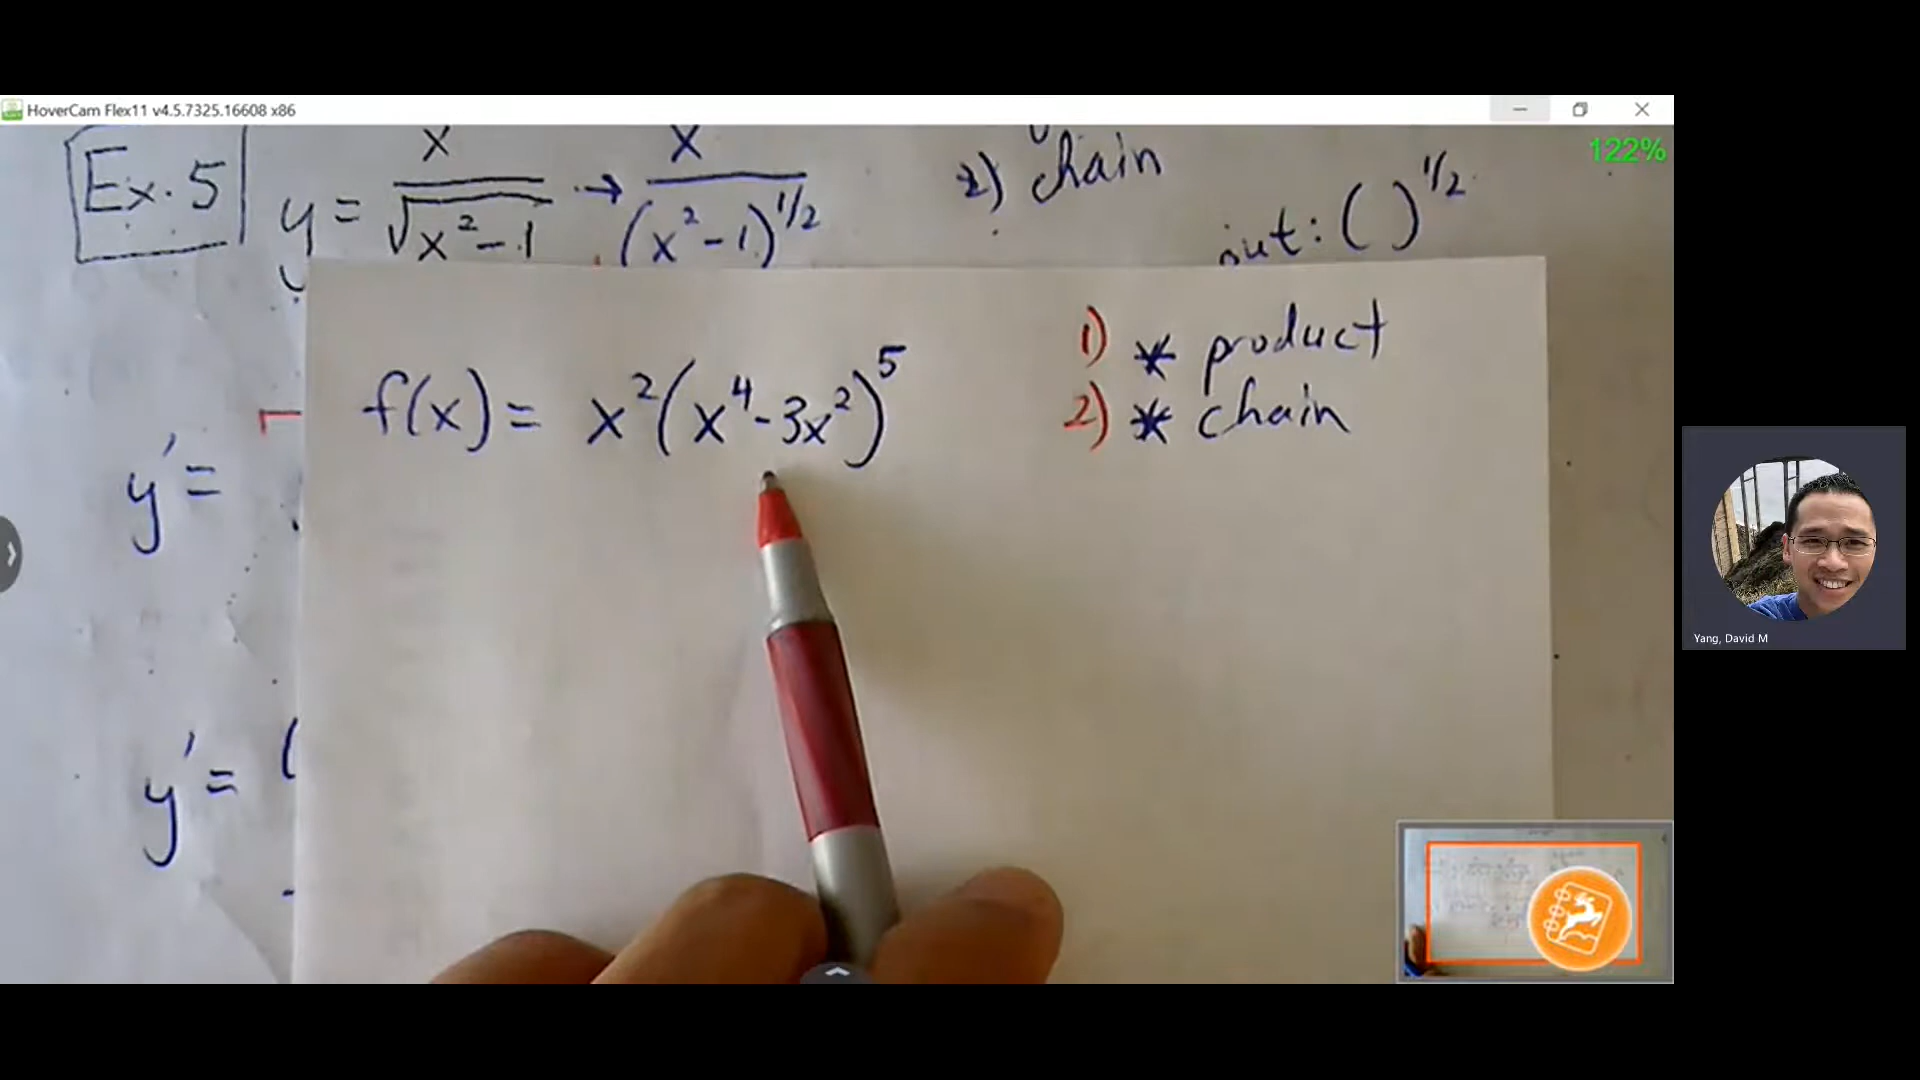 HoverCam Flex11 v4.5.7325.16608 x86
122%
Ex. 5
y = x / √(x² - 1) → x / (x² - 1)^1/2
2) chain
out: ( )^1/2
f(x) = x²(x⁴ - 3x²)⁵
1) * product
2) * chain
y' =
y' = (
Yang, David M